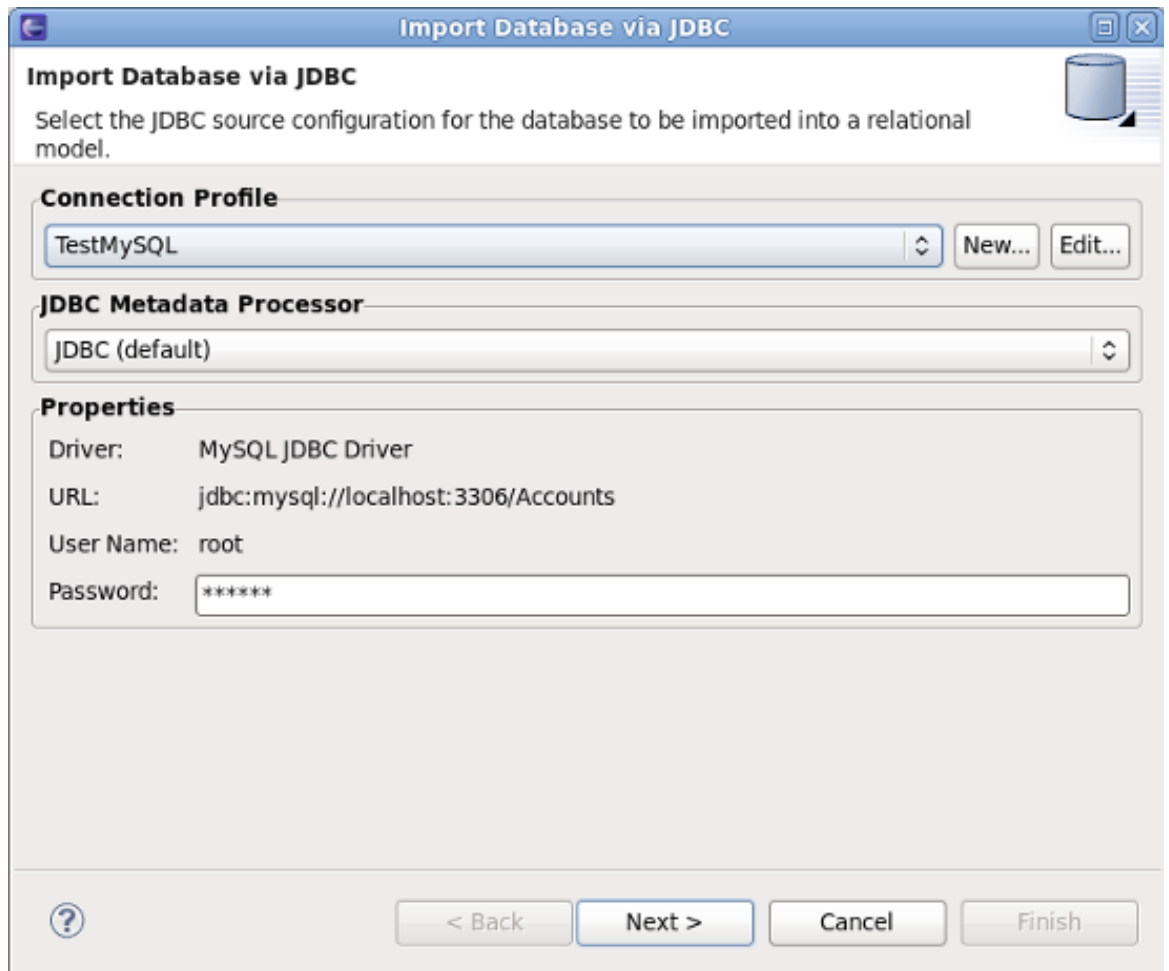 Import Database via JDBC
Import Database via JDBC
Select the JDBC source configuration for the database to be imported into a relational
model.
Connection Profile
TestMySQL New... Edit...
JDBC Metadata Processor
JDBC (default)
Properties
Driver: MySQL JDBC Driver
URL: jdbc:mysql://localhost:3306/Accounts
User Name: root
Password: ******
? < Back Next > Cancel Finish